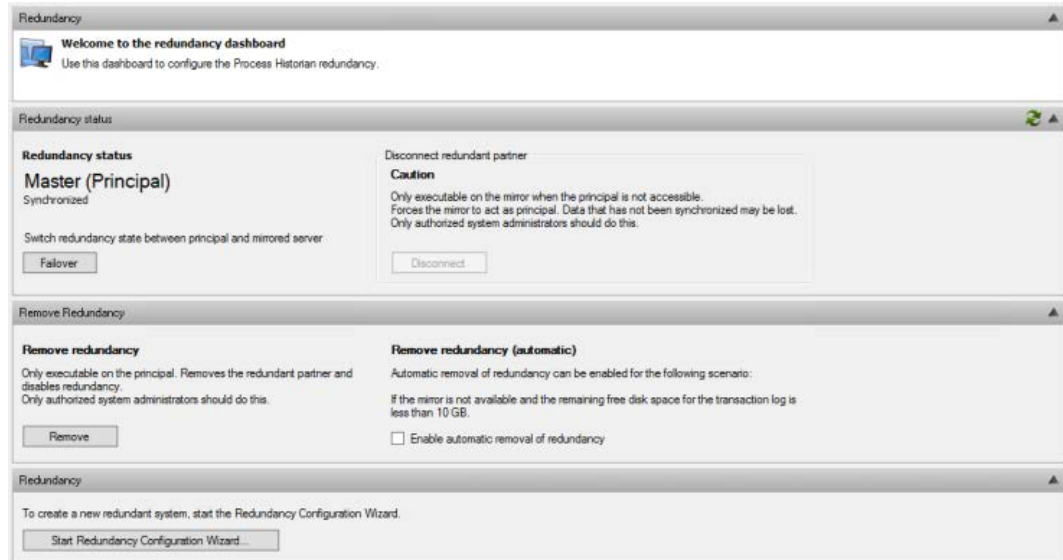 Redundancy
Welcome to the redundancy dashboard
Use this dashboard to configure the Process Historian redundancy.
Redundancy status
Redundancy status
Master (Principal)
Synchronized
Switch redundancy state between principal and mirrored server
Failover
Disconnect redundant partner
Caution
Only executable on the mirror when the principal is not accessible.
Forces the mirror to act as principal. Data that has not been synchronized may be lost.
Only authorized system administrators should do this.
Disconnect
Remove Redundancy
Remove redundancy
Only executable on the principal. Removes the redundant partner and
disables redundancy.
Only authorized system administrators should do this.
Remove
Remove redundancy (automatic)
Automatic removal of redundancy can be enabled for the following scenario:
If the mirror is not available and the remaining free disk space for the transaction log is
less than 10 GB.
Enable automatic removal of redundancy
Redundancy
To create a new redundant system, start the Redundancy Configuration Wizard.
Start Redundancy Configuration Wizard...